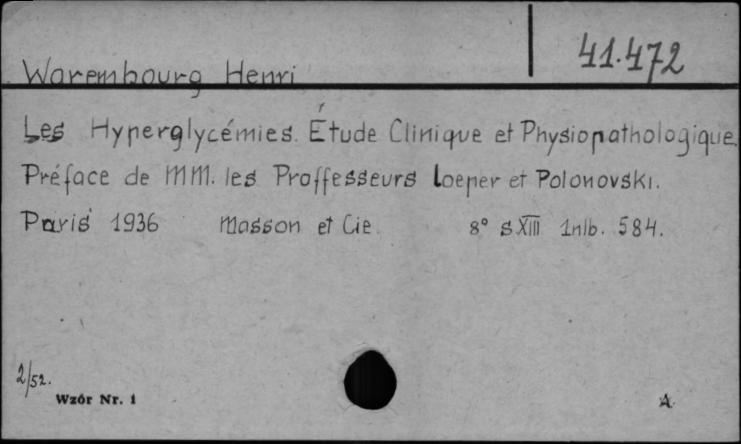 41.472
Warembourg Henri
Les Hyperglycémies. Étude Clinique et Physiopathologique.
Préface de MM. les Proffesseurs Loeper et Polonovski.
Paris 1936 Masson et Cie. 8° S XIII 1nlb. 584.
2/52.
Wzór Nr. 1
A